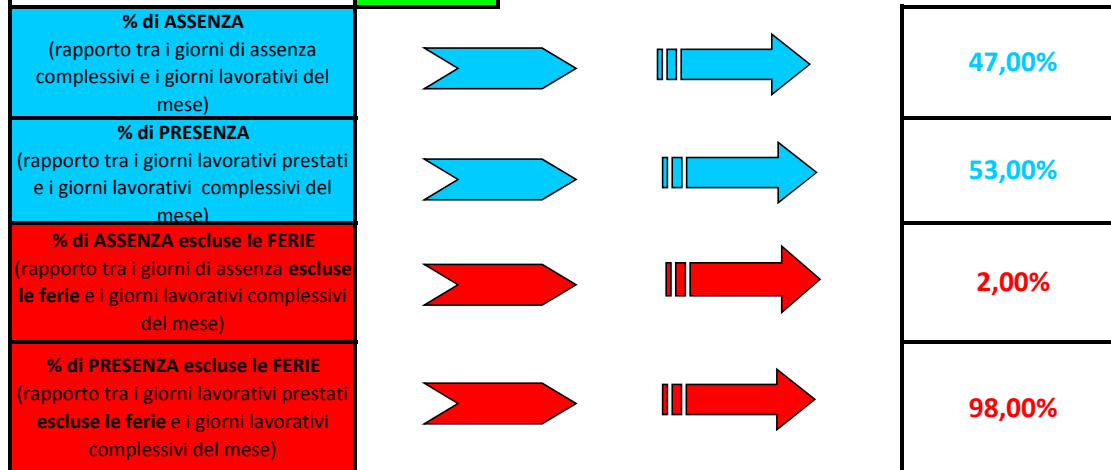 % di ASSENZA
(rapporto tra i giorni di assenza
complessivi e i giorni lavorativi del
mese)
47,00%
% di PRESENZA
(rapporto tra i giorni lavorativi prestati
e i giorni lavorativi complessivi del
mese)
53,00%
% di ASSENZA escluse le FERIE
(rapporto tra i giorni di assenza escluse
le ferie e i giorni lavorativi complessivi
del mese)
2,00%
% di PRESENZA escluse le FERIE
(rapporto tra i giorni lavorativi prestati
escluse le ferie e i giorni lavorativi
complessivi del mese)
98,00%